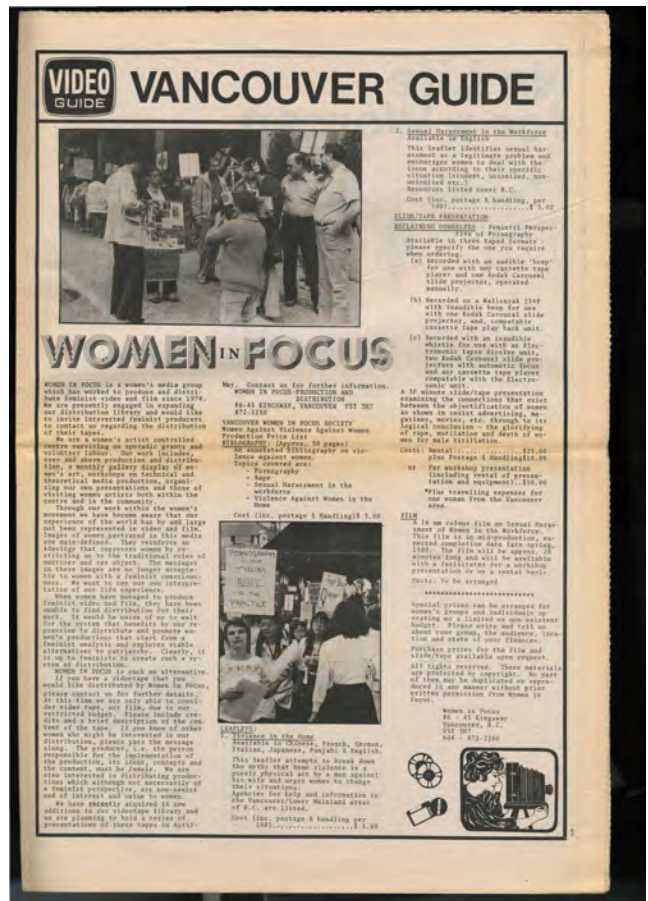 VIDEO
GUIDE
VANCOUVER GUIDE
WOMEN IN FOCUS
WOMEN IN FOCUS is a women's media group
which has worked to produce and distri-
bute feminist video and film since 1974.
We are presently engaged in expanding
our distribution library and would like
to invite interested feminist producers
to contact us regarding the distribution
of their tapes.
We are a women's artist controlled
centre surviving on sporadic grants and
volunteer labour. Our work includes,
over and above production and distribu-
tion, a monthly gallery display of wo-
men's art, workshops on technical and
theoretical media production, organi-
zing our own presentations and those of
visiting women artists both within the
centre and in the community.
Through our work within the women's
movement we have become aware that our
experience of the world has by and large
not been represented in video and film.
Images of women portrayed in this media
are male-defined. They reinforce an
ideology that represses women by re-
stricting us to the traditional roles of
nurturer and sex object. The messages
in these images are no longer accepta-
ble to women with a feminist conscious-
ness. We want to see our own interpre-
tation of our life experience.
When women have managed to produce
feminist video and film, they have been
unable to find distribution for their
work. It would be naive of us to wait
for the system that benefits by our re-
pression to distribute and promote wo-
men's productions that start from a
feminist analysis and explores viable
alternatives to patriarchy. Clearly, it
is up to feminists to create such a sys-
tem of distribution.
WOMEN IN FOCUS is such an alternative.
If you have a videotape that you
would like distributed by Women In Focus,
please contact us for further details.
At this time we are only able to consi-
der video tape, not film, due to our
restricted budget. Please include cre-
dits and a brief description of the con-
tent of the tape. If you know of other
women who might be interested in our
distribution, please pass the message
along. The producer, i.e. the person
responsible for the implementation of
the production, its ideas, concepts and
the content, must be female. We are
also interested in distributing produc-
tions which although not necessarily of
a feminist perspective, are non-sexist
and of interest and value to women.
We have recently acquired 16 new
additions to our videotape library and
we are planning to hold a series of
presentations of these tapes in April-
May. Contact us for further information.
WOMEN IN FOCUS-PRODUCTION AND
DISTRIBUTION
#6-45 KINGSWAY, VANCOUVER V5T 3H7
872-2250
VANCOUVER WOMEN IN FOCUS SOCIETY
Women Against Violence Against Women
Production Price List
BIBLIOGRAPHY: (Approx. 50 pages)
An annotated bibliography on vio-
lence against women.
Topics covered are:
- Pornography
- Rape
- Sexual Harassment in the
workforce
- Violence Against Women in the
Home
Cost (inc. postage & Handling)$ 3.00
PORNOGRAPHY
THE
THEORY
RAPE
THE
PRACTICE
LEAFLETS:
1. Violence in the Home
Available in Chinese, French, German,
Italian, Japanese, Punjabi & English.
This leaflet attempts to break down
the myths that home violence is a
purely physical act by a man against
his wife and urges women to change
their situations.
Agencies for help and information in
the Vancouver/Lower Mainland areas
of B.C. are listed.
Cost (inc. postage & handling per
100)....................$ 5.00
2. Sexual Harassment in the Workforce
Available in English
This leaflet identifies sexual har-
assment as a legitimate problem and
encourages women to deal with the
issue according to their specific
situation (student, unionized, non-
unionized etc.)
Resources listed cover B.C.
Cost (inc. postage & handling, per
100)....................$ 5.00
SLIDE/TAPE PRESENTATION
RECLAIMING OURSELVES - Feminist Perspec-
tive of Pornography
Available in three taped formats -
please specify the one you require
when ordering.
(a) Recorded with an audible 'beep'
for use with any cassette tape
player and one Kodak Carousel
slide projector, operated
manually.
(b) Recorded on a Wollensak 2548
with inaudible beep for use
with one Kodak Carousel slide
projector, and, compatable
cassette tape play back unit.
(c) Recorded with an inaudible
whistle for use with an Elec-
tronomic lapse disolve unit,
two Kodak Carousel slide pro-
jectors with automatic focus
and any cassette tape player
compatable with the Electro-
nomic unit.
A 50 minute slide/tape presentation
examining the connections that exist
between the objectification of women
as shown in sexist advertising, ma-
gazines, movies, etc. through to its
logical conclusion - the glorifying
of rape, mutilation and death of wo-
men for male titillation.
Costs: Rental..............$25.00
plus Postage & Handling$10.00
or For workshop presentation
(including rental of presen-
tation and equipment)..$50.00
*Plus travelling expenses for
one woman from the Vancouver
area.
FILM
A 16 mm colour film on Sexual Haras-
sment of Women in the Workforce.
This film is in mid-production, ex-
pected completion date late spring,
1980. The film will be approx. 20
minutes long and will be available
with a facilitator for a workshop
presentation or on a rental basis.
Costs: To be arranged
***************************
Special prices can be arranged for
women's groups and individuals op-
erating on a limited or non-existent
budget. Please write and tell us
about your group, the audience, loca-
tion and state of your finances.
Purchase prices for the film and
slide/tape available upon request.
All rights reserved. These materials
are protected by copyright. No part
of them may be duplicated or repro-
duced in any manner without prior
written permission from Women in
Focus.
Women in Focus
#6 - 45 Kingsway
Vancouver, B.C.
V5T 3H7
604 - 872-2250